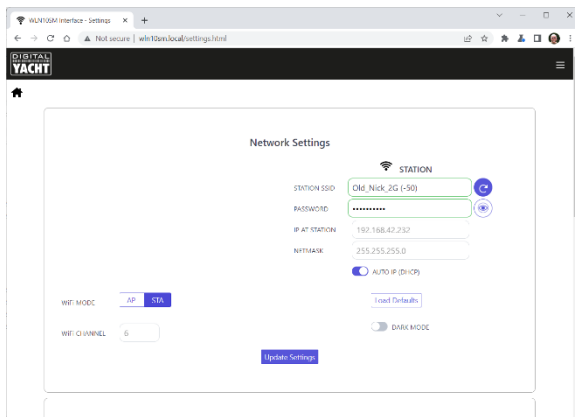 WLN10SM Interface - Settings
Not secure | wln10sm.local/settings.html
DIGITAL
YACHT
Network Settings
STATION
STATION SSID Old_Nick_2G (-50)
PASSWORD ••••••••••
IP AT STATION 192.168.42.232
NETMASK 255.255.255.0
AUTO IP (DHCP)
WiFi MODE AP STA Load Defaults
WiFi CHANNEL 6 DARK MODE
Update Settings